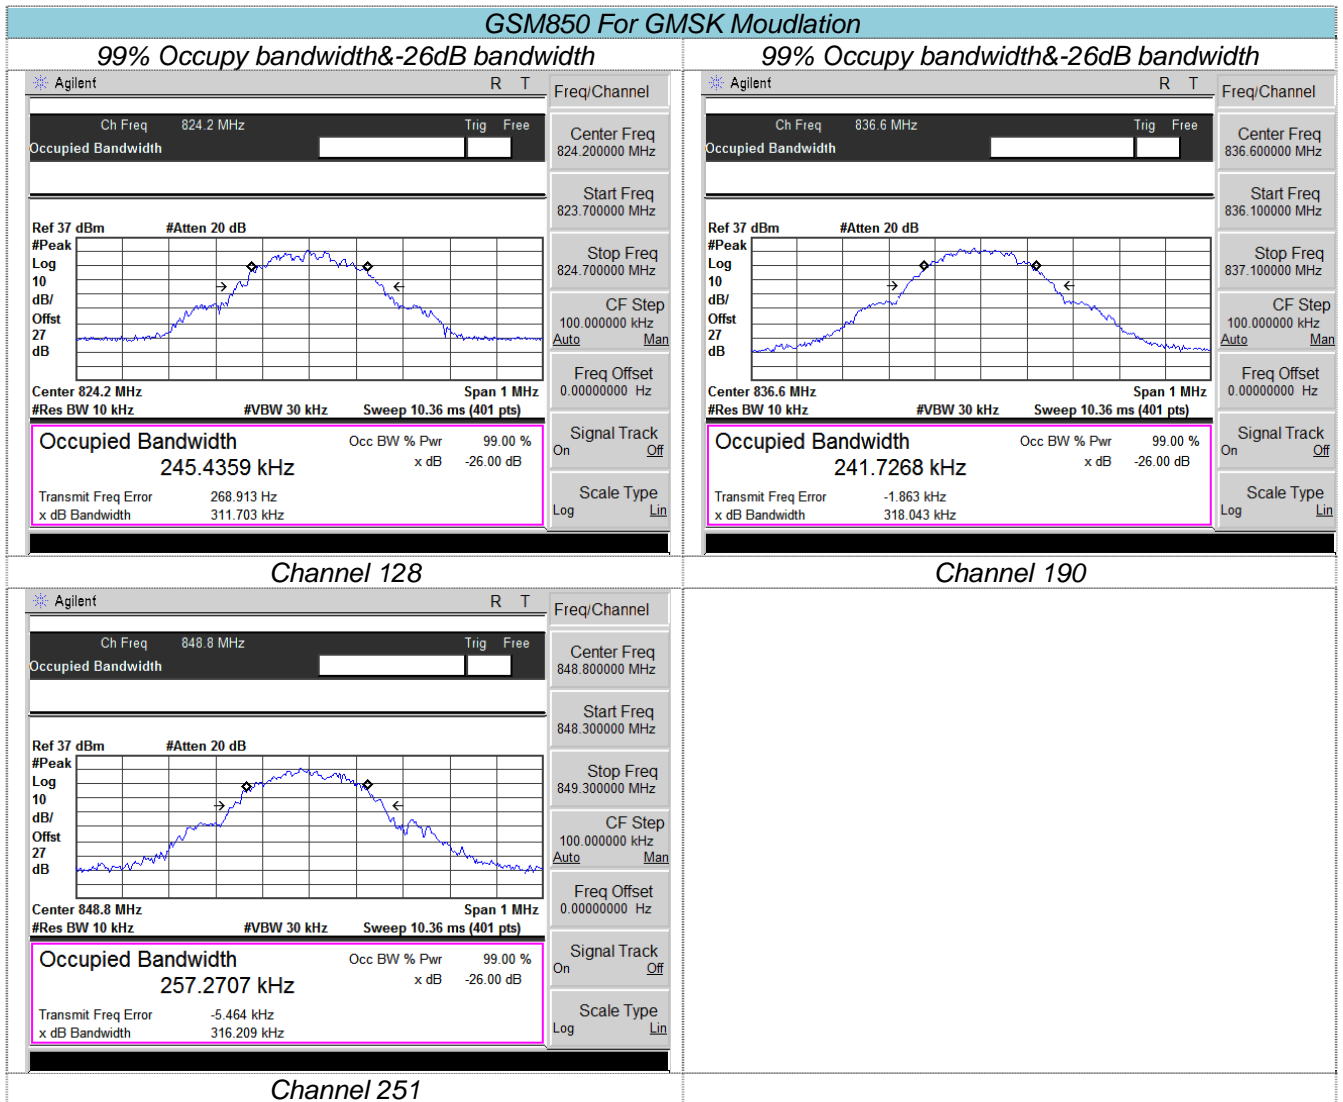 GSM850 For GMSK Moudlation
99% Occupy bandwidth&-26dB bandwidth
99% Occupy bandwidth&-26dB bandwidth
Agilent R T
Freq/Channel
Ch Freq 824.2 MHz Trig Free
Occupied Bandwidth
Center Freq
824.200000 MHz
Start Freq
823.700000 MHz
Stop Freq
824.700000 MHz
CF Step
100.000000 kHz
Auto Man
Freq Offset
0.00000000 Hz
Signal Track
On Off
Scale Type
Log Lin
Ref 37 dBm #Atten 20 dB
#Peak
Log
10
dB/
Offst
27
dB
Center 824.2 MHz Span 1 MHz
#Res BW 10 kHz #VBW 30 kHz Sweep 10.36 ms (401 pts)
Occupied Bandwidth Occ BW % Pwr 99.00 %
245.4359 kHz x dB -26.00 dB
Transmit Freq Error 268.913 Hz
x dB Bandwidth 311.703 kHz
Channel 128
Agilent R T
Freq/Channel
Ch Freq 836.6 MHz Trig Free
Occupied Bandwidth
Center Freq
836.600000 MHz
Start Freq
836.100000 MHz
Stop Freq
837.100000 MHz
CF Step
100.000000 kHz
Auto Man
Freq Offset
0.00000000 Hz
Signal Track
On Off
Scale Type
Log Lin
Ref 37 dBm #Atten 20 dB
#Peak
Log
10
dB/
Offst
27
dB
Center 836.6 MHz Span 1 MHz
#Res BW 10 kHz #VBW 30 kHz Sweep 10.36 ms (401 pts)
Occupied Bandwidth Occ BW % Pwr 99.00 %
241.7268 kHz x dB -26.00 dB
Transmit Freq Error -1.863 kHz
x dB Bandwidth 318.043 kHz
Channel 190
Agilent R T
Freq/Channel
Ch Freq 848.8 MHz Trig Free
Occupied Bandwidth
Center Freq
848.800000 MHz
Start Freq
848.300000 MHz
Stop Freq
849.300000 MHz
CF Step
100.000000 kHz
Auto Man
Freq Offset
0.00000000 Hz
Signal Track
On Off
Scale Type
Log Lin
Ref 37 dBm #Atten 20 dB
#Peak
Log
10
dB/
Offst
27
dB
Center 848.8 MHz Span 1 MHz
#Res BW 10 kHz #VBW 30 kHz Sweep 10.36 ms (401 pts)
Occupied Bandwidth Occ BW % Pwr 99.00 %
257.2707 kHz x dB -26.00 dB
Transmit Freq Error -5.464 kHz
x dB Bandwidth 316.209 kHz
Channel 251